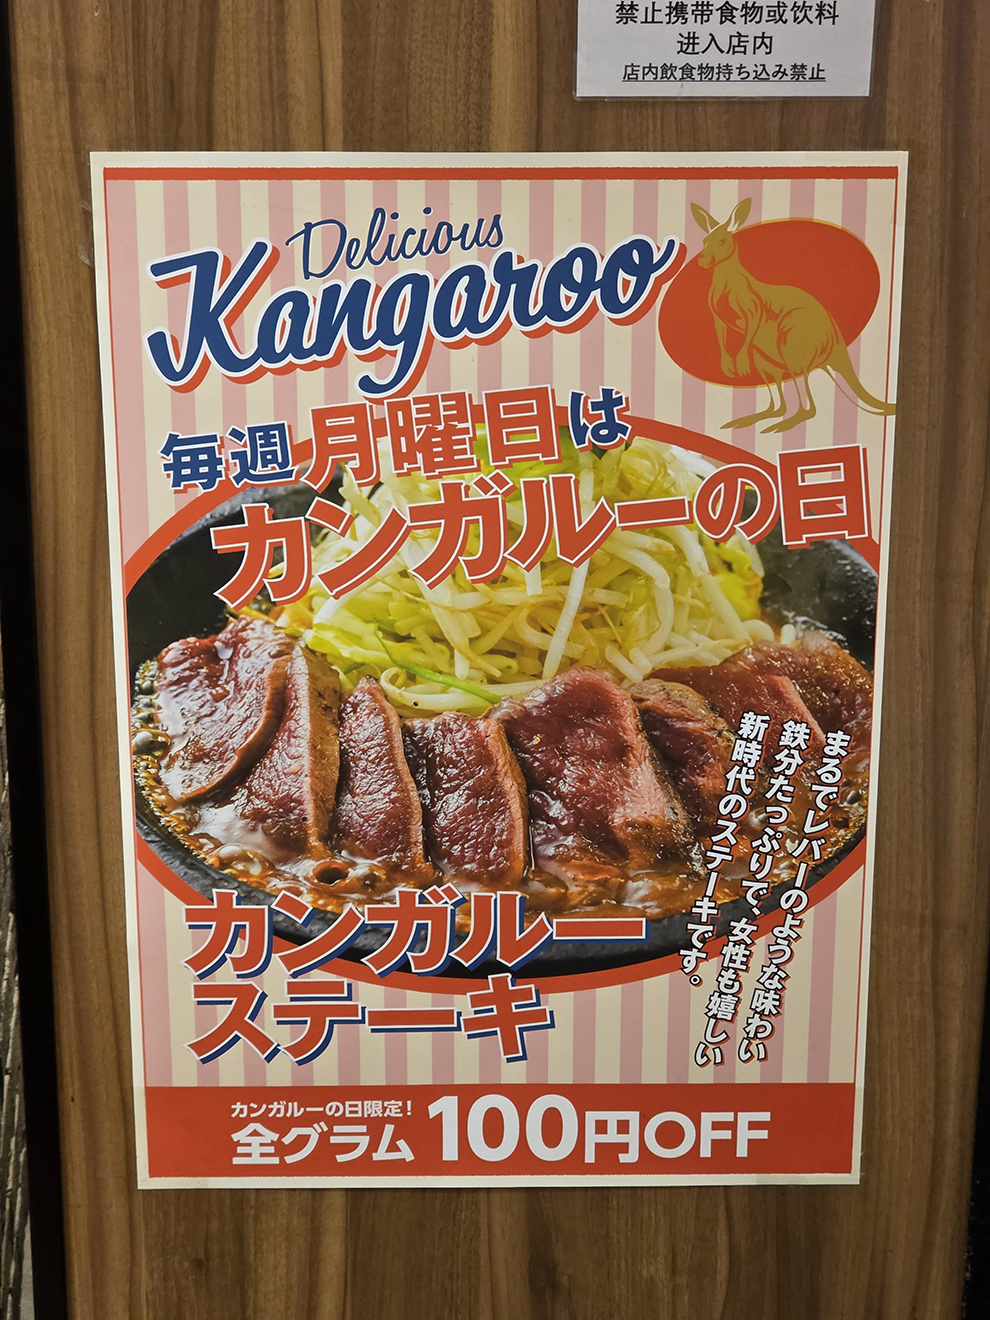 禁止携带食物或饮料
进入店内
店内飲食物持ち込み禁止
Delicious
Kangaroo
毎週月曜日は
カンガルーの日
まるでレバーのような味わい
鉄分たっぷりで、女性も嬉しい
新時代のステーキです。
カンガルー
ステーキ
カンガルーの日限定!
全グラム 100円OFF